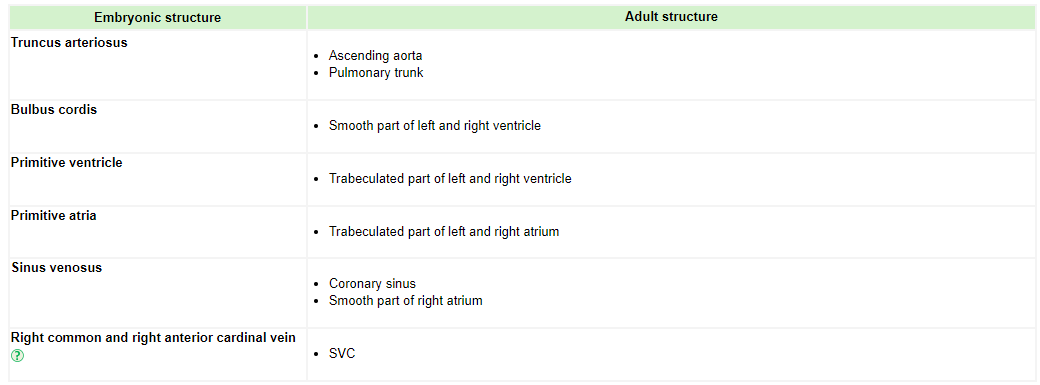 Embryonic structure
Adult structure
Truncus arteriosus
• Ascending aorta
• Pulmonary trunk
Bulbus cordis
• Smooth part of left and right ventricle
Primitive ventricle
• Trabeculated part of left and right ventricle
Primitive atria
• Trabeculated part of left and right atrium
Sinus venosus
• Coronary sinus
• Smooth part of right atrium
Right common and right anterior cardinal vein
?
• SVC